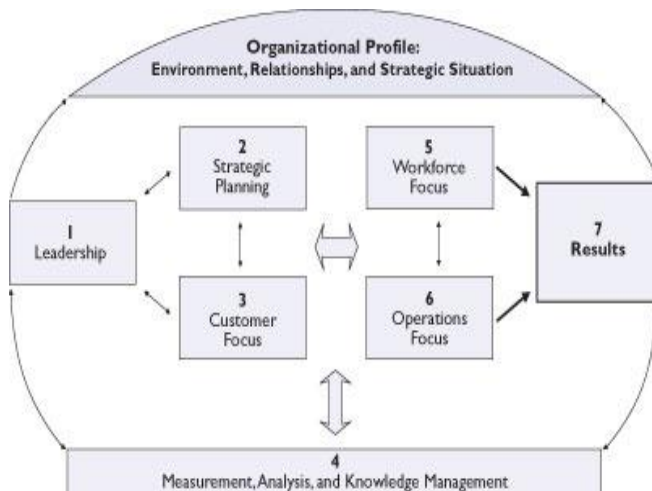 Organizational Profile:
Environment, Relationships, and Strategic Situation
2
Strategic
Planning
5
Workforce
Focus
1
Leadership
7
Results
3
Customer
Focus
6
Operations
Focus
4
Measurement, Analysis, and Knowledge Management